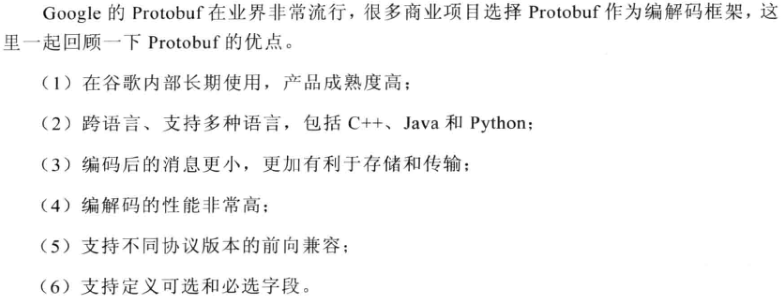 Google 的 Protobuf 在业界非常流行，很多商业项目选择 Protobuf 作为编解码框架，这
里一起回顾一下 Protobuf 的优点。
（1）在谷歌内部长期使用，产品成熟度高；
（2）跨语言、支持多种语言，包括 C++、Java 和 Python；
（3）编码后的消息更小，更加有利于存储和传输；
（4）编解码的性能非常高；
（5）支持不同协议版本的前向兼容；
（6）支持定义可选和必选字段。